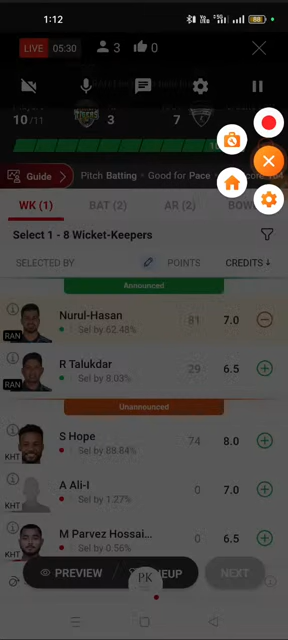 1:12
88
LIVE 05:30 3 0
10/11 3 7
Guide Pitch Batting Good for Pace
WK (1) BAT (2) AR (2) BOW
Select 1 - 8 Wicket-Keepers
SELECTED BY POINTS CREDITS ↓
Announced
Nurul-Hasan 81 7.0
Sel by 62.48%
RAN
R Talukdar 29 6.5
Sel by 8.03%
RAN
Unannounced
S Hope 74 8.0
Sel by 88.84%
KHT
A Ali-I 0 7.0
Sel by 1.27%
KHT
M Parvez Hossai... 0 6.5
Sel by 0.56%
KHT
PREVIEW PK EUP NEXT